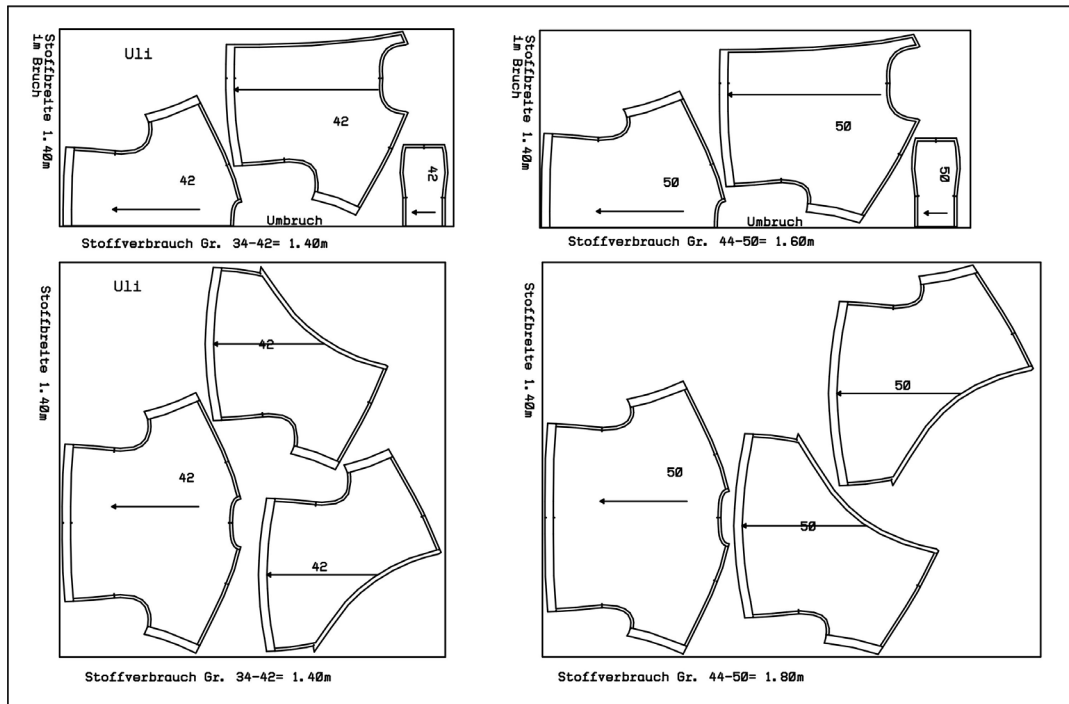 Stoffbreite 1.40m
im Bruch
Uli
42
42
42
Umbruch
Stoffverbrauch Gr. 34-42= 1.40m
Stoffbreite 1.40m
im Bruch
50
50
50
Umbruch
Stoffverbrauch Gr. 44-50= 1.60m
Stoffbreite 1.40m
Uli
42
42
42
Stoffverbrauch Gr. 34-42= 1.40m
Stoffbreite 1.40m
50
50
50
Stoffverbrauch Gr. 44-50= 1.80m